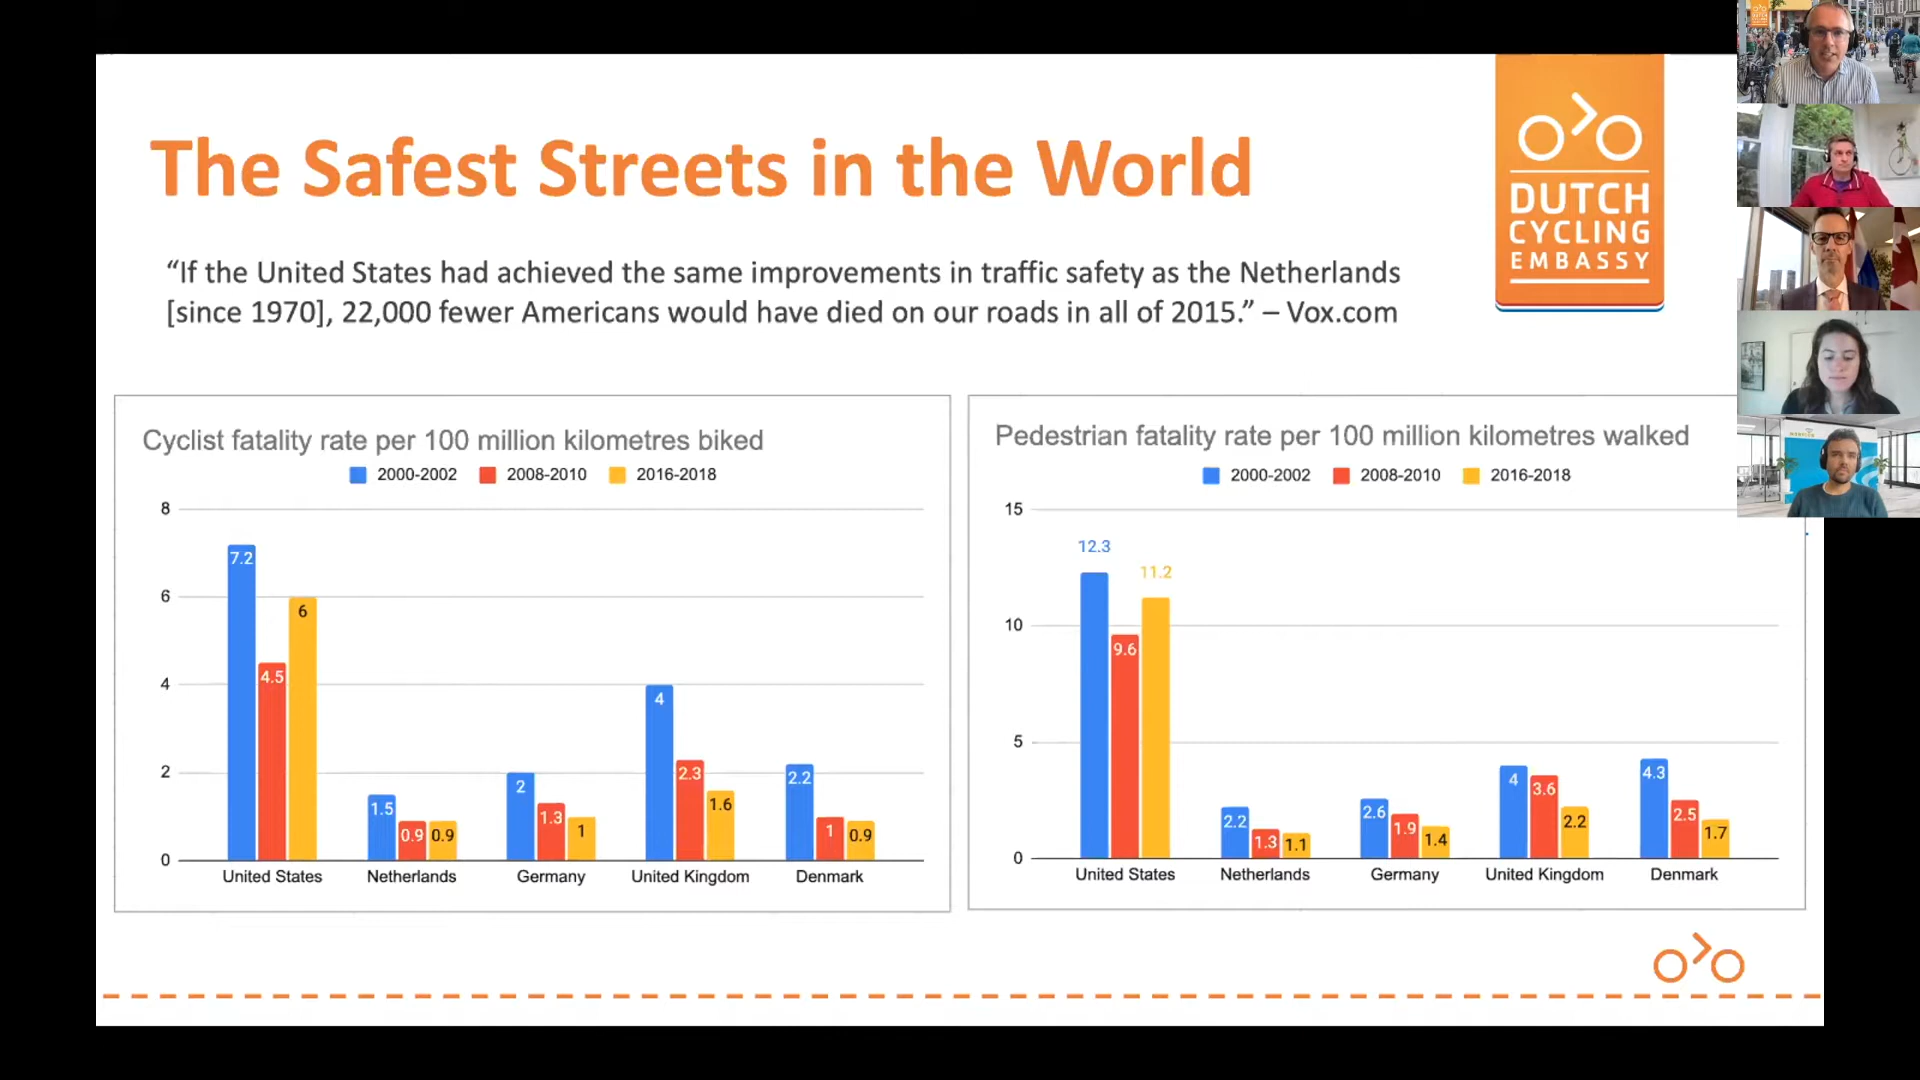 The Safest Streets in the World
DUTCH
CYCLING
EMBASSY
“If the United States had achieved the same improvements in traffic safety as the Netherlands
[since 1970], 22,000 fewer Americans would have died on our roads in all of 2015.” – Vox.com
Cyclist fatality rate per 100 million kilometres biked
2000-2002 2008-2010 2016-2018
8
6
4
2
0
7.2 4.5 6
1.5 0.9 0.9
2 1.3 1
4 2.3 1.6
2.2 1 0.9
United States Netherlands Germany United Kingdom Denmark
Pedestrian fatality rate per 100 million kilometres walked
2000-2002 2008-2010 2016-2018
15
10
5
0
12.3 9.6 11.2
2.2 1.3 1.1
2.6 1.9 1.4
4 3.6 2.2
4.3 2.5 1.7
United States Netherlands Germany United Kingdom Denmark